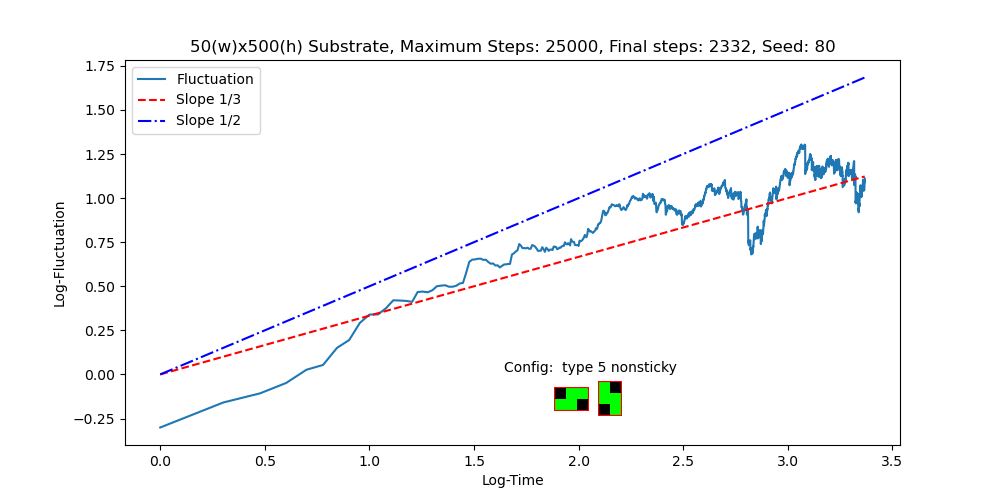 50(w)x500(h) Substrate, Maximum Steps: 25000, Final steps: 2332, Seed: 80
Fluctuation
Slope 1/3
Slope 1/2
1.75
1.50
1.25
1.00
0.75
0.50
0.25
0.00
−0.25
Log-Fluctuation
Config:  type 5 nonsticky
0.0 0.5 1.0 1.5 2.0 2.5 3.0 3.5
Log-Time